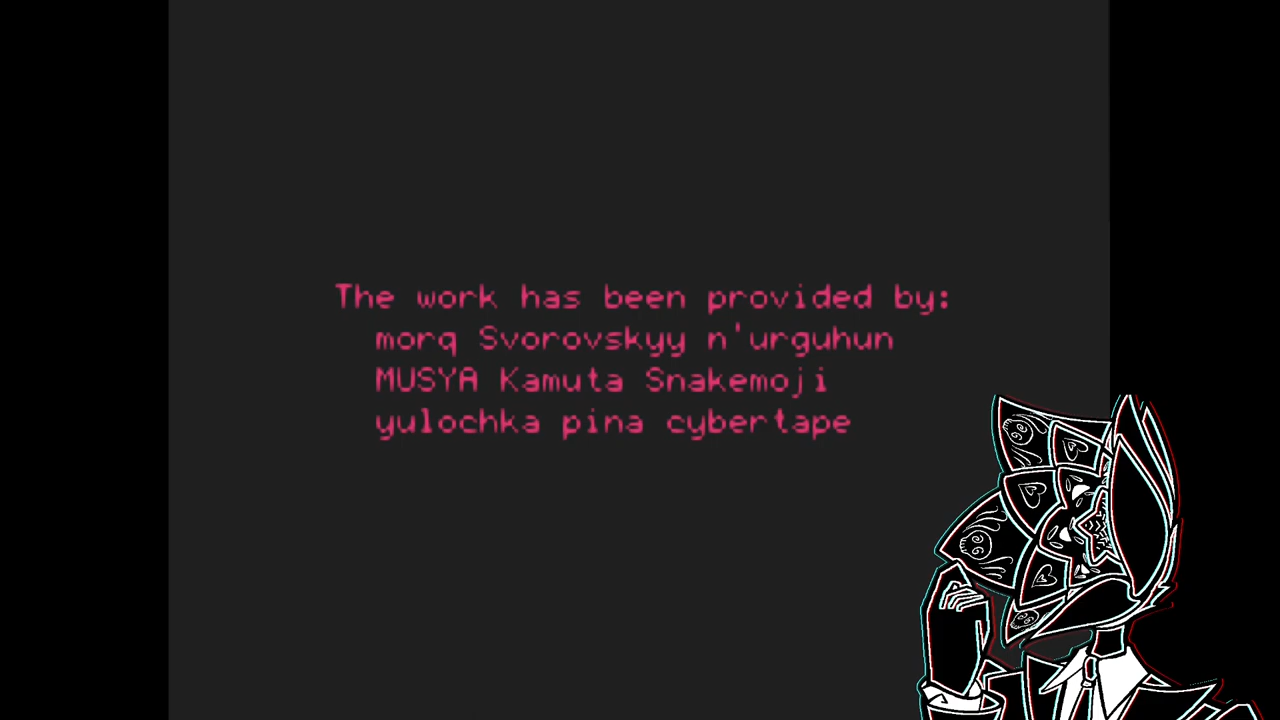 The work has been provided by:
morq Svorovskyy n'urguhun
MUSYA Kamuta Snakemoji
yulochka pina cybertape